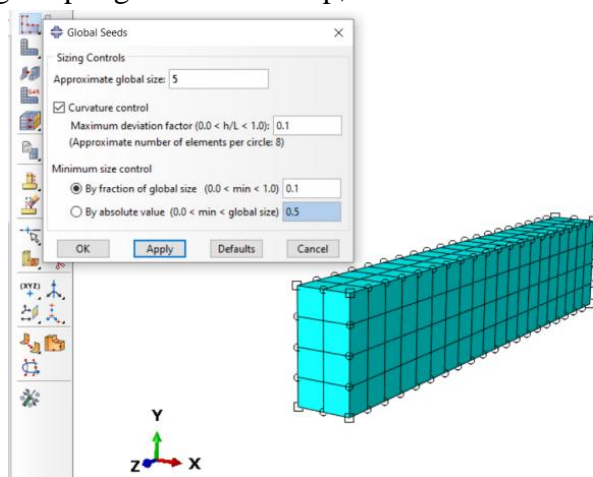 Global Seeds
Sizing Controls
Approximate global size: 5
Curvature control
Maximum deviation factor (0.0 < h/L < 1.0): 0.1
(Approximate number of elements per circle: 8)
Minimum size control
By fraction of global size (0.0 < min < 1.0) 0.1
By absolute value (0.0 < min < global size) 0.5
OK Apply Defaults Cancel
(XYZ)
Y
Z X